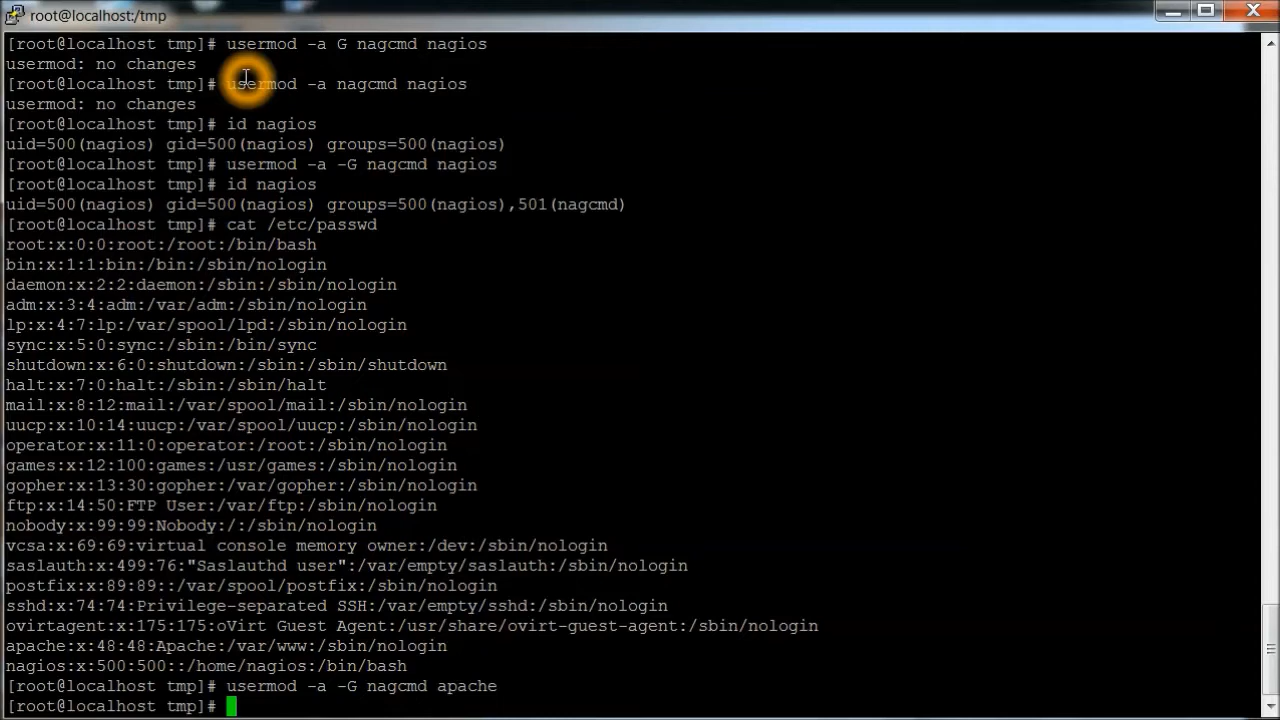 root@localhost:/tmp
[root@localhost tmp]# usermod -a G nagcmd nagios
usermod: no changes
[root@localhost tmp]# usermod -a nagcmd nagios
usermod: no changes
[root@localhost tmp]# id nagios
uid=500(nagios) gid=500(nagios) groups=500(nagios)
[root@localhost tmp]# usermod -a -G nagcmd nagios
[root@localhost tmp]# id nagios
uid=500(nagios) gid=500(nagios) groups=500(nagios),501(nagcmd)
[root@localhost tmp]# cat /etc/passwd
root:x:0:0:root:/root:/bin/bash
bin:x:1:1:bin:/bin:/sbin/nologin
daemon:x:2:2:daemon:/sbin:/sbin/nologin
adm:x:3:4:adm:/var/adm:/sbin/nologin
lp:x:4:7:lp:/var/spool/lpd:/sbin/nologin
sync:x:5:0:sync:/sbin:/bin/sync
shutdown:x:6:0:shutdown:/sbin:/sbin/shutdown
halt:x:7:0:halt:/sbin:/sbin/halt
mail:x:8:12:mail:/var/spool/mail:/sbin/nologin
uucp:x:10:14:uucp:/var/spool/uucp:/sbin/nologin
operator:x:11:0:operator:/root:/sbin/nologin
games:x:12:100:games:/usr/games:/sbin/nologin
gopher:x:13:30:gopher:/var/gopher:/sbin/nologin
ftp:x:14:50:FTP User:/var/ftp:/sbin/nologin
nobody:x:99:99:Nobody:/:/sbin/nologin
vcsa:x:69:69:virtual console memory owner:/dev:/sbin/nologin
saslauth:x:499:76:"Saslauthd user":/var/empty/saslauth:/sbin/nologin
postfix:x:89:89::/var/spool/postfix:/sbin/nologin
sshd:x:74:74:Privilege-separated SSH:/var/empty/sshd:/sbin/nologin
ovirtagent:x:175:175:oVirt Guest Agent:/usr/share/ovirt-guest-agent:/sbin/nologin
apache:x:48:48:Apache:/var/www:/sbin/nologin
nagios:x:500:500::/home/nagios:/bin/bash
[root@localhost tmp]# usermod -a -G nagcmd apache
[root@localhost tmp]#